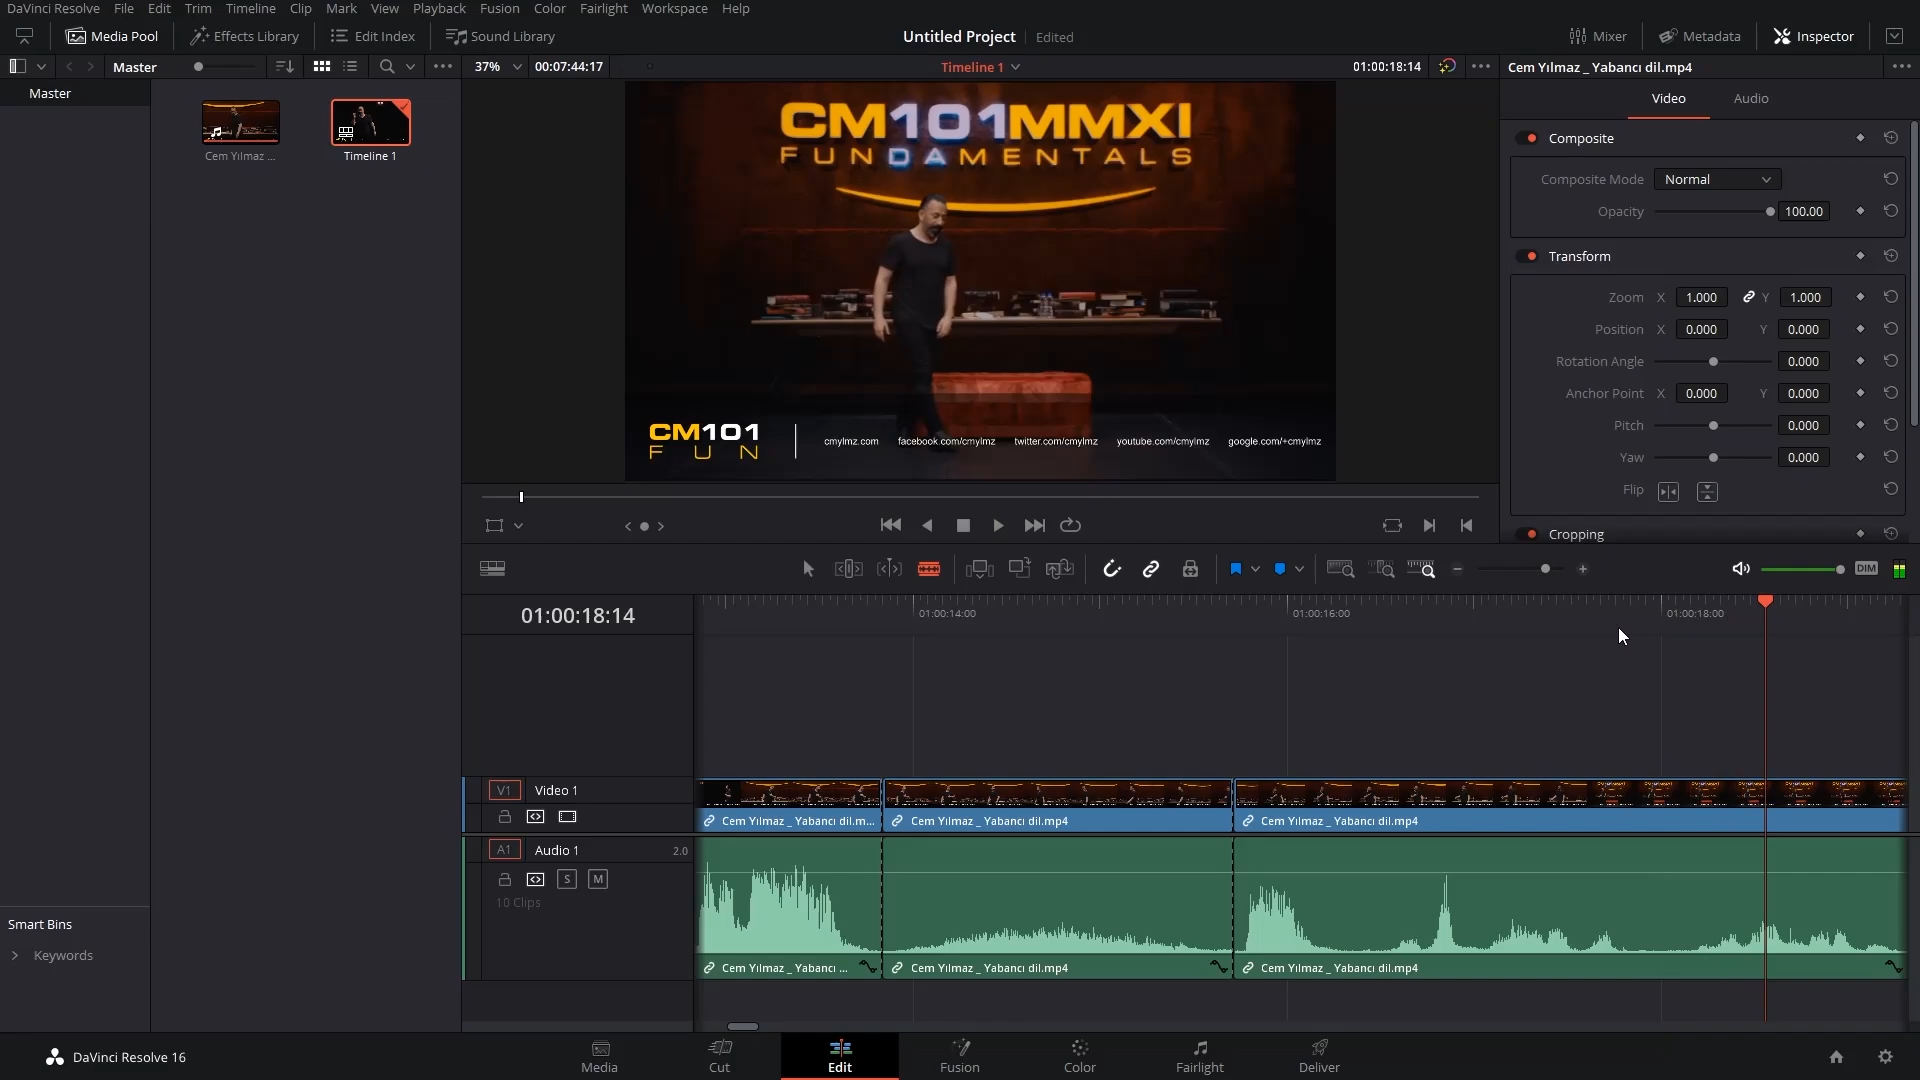 DaVinci Resolve File Edit Trim Timeline Clip Mark View Playback Fusion Color Fairlight Workspace Help
Media Pool Effects Library Edit Index Sound Library Untitled Project Edited Mixer Metadata Inspector
Master 37% 00:07:44:17 Timeline 1 01:00:18:14 Cem Yılmaz _ Yabancı dil.mp4
Master
Cem Yılmaz ... Timeline 1
CM101MMXI
FUNDAMENTALS
CM101
FUN
cmylmz.com facebook.com/cmylmz twitter.com/cmylmz youtube.com/cmylmz google.com/+cmylmz
Video Audio
Composite
Composite Mode Normal
Opacity 100.00
Transform
Zoom X 1.000 Y 1.000
Position X 0.000 Y 0.000
Rotation Angle 0.000
Anchor Point X 0.000 Y 0.000
Pitch 0.000
Yaw 0.000
Flip
Cropping
DIM
01:00:18:14 01:00:14:00 01:00:16:00 01:00:18:00
V1 Video 1
Cem Yılmaz _ Yabancı dil.m... Cem Yılmaz _ Yabancı dil.mp4 Cem Yılmaz _ Yabancı dil.mp4
A1 Audio 1 2.0
S M
10 Clips
Cem Yılmaz _ Yabancı ... Cem Yılmaz _ Yabancı dil.mp4 Cem Yılmaz _ Yabancı dil.mp4
Smart Bins
Keywords
DaVinci Resolve 16
Media Cut Edit Fusion Color Fairlight Deliver